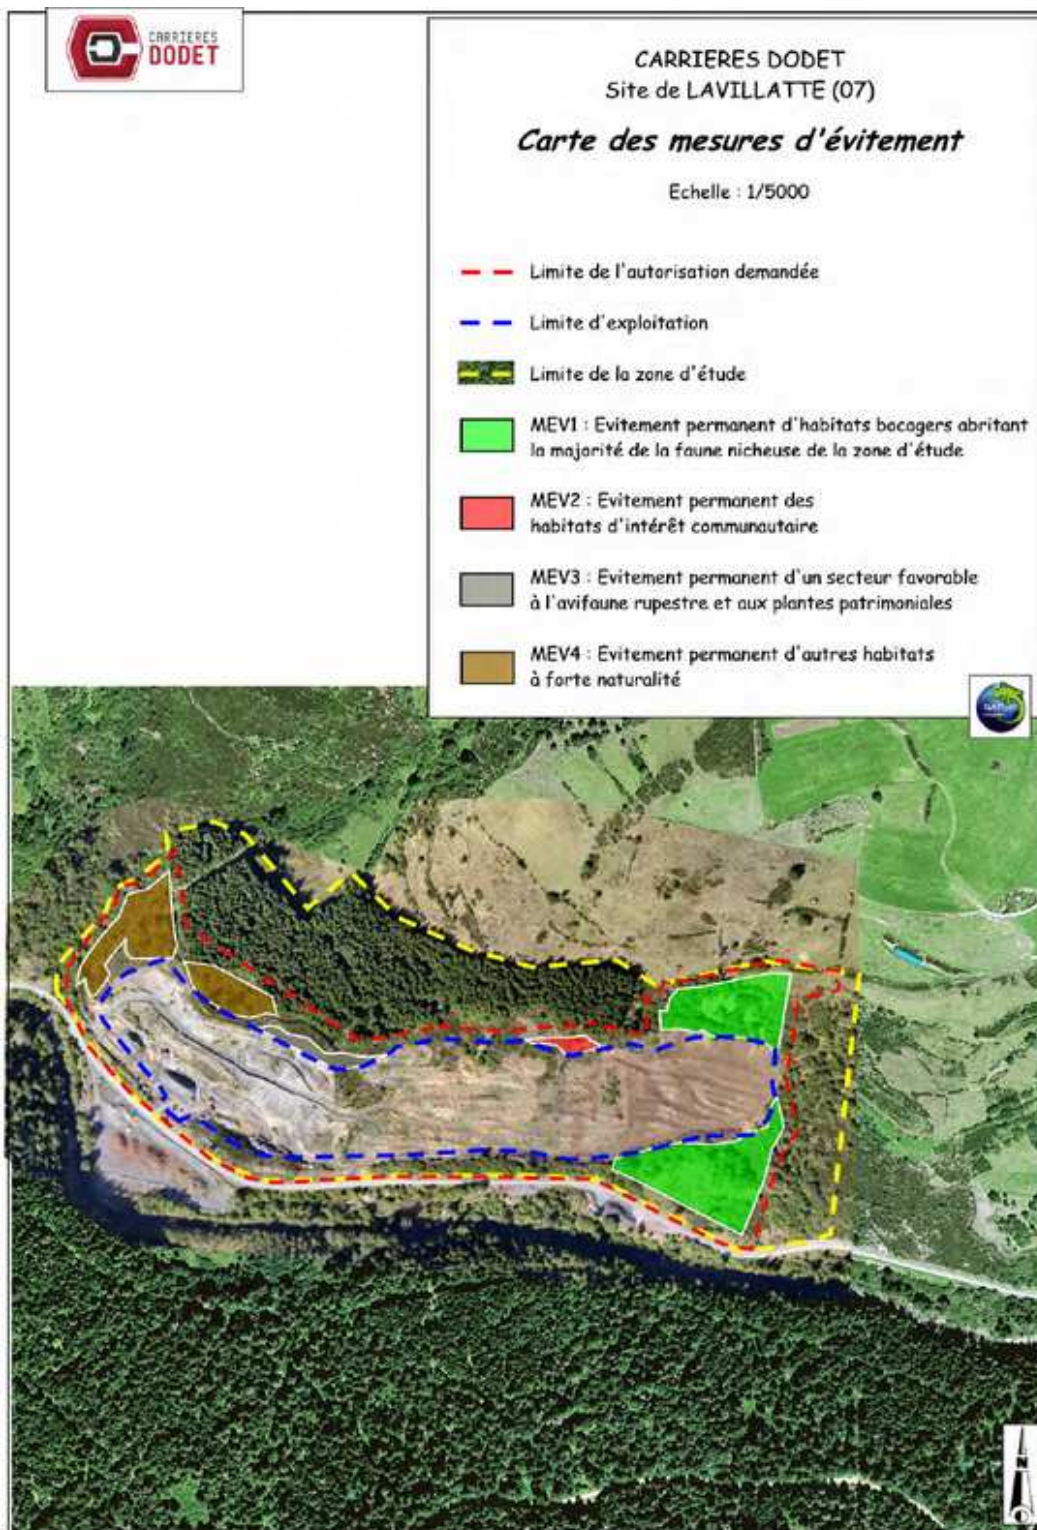 CARRIERES
DODET
CARRIERES DODET
Site de LAVILLATTE (07)
Carte des mesures d'évitement
Echelle : 1/5000
Limite de l'autorisation demandée
Limite d'exploitation
Limite de la zone d'étude
MEV1 : Evitement permanent d'habitats bocagers abritant
la majorité de la faune nicheuse de la zone d'étude
MEV2 : Evitement permanent des
habitats d'intérêt communautaire
MEV3 : Evitement permanent d'un secteur favorable
à l'avifaune rupestre et aux plantes patrimoniales
MEV4 : Evitement permanent d'autres habitats
à forte naturalité
N